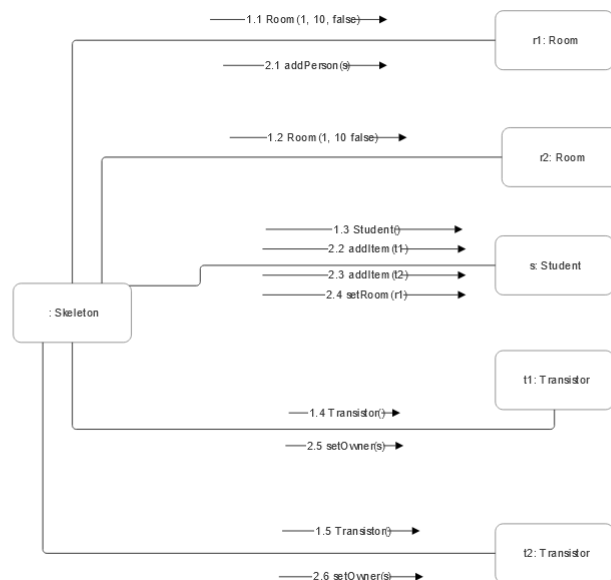 1.1 Room (1, 10, false)
r1: Room
2.1 addPerson(s)
1.2 Room (1, 10 false)
r2: Room
1.3 Student()
2.2 addItem (t1)
s: Student
2.3 addItem (t2)
2.4 setRoom (r1)
: Skeleton
t1: Transistor
1.4 Transistor()
2.5 setOwner(s)
1.5 Transistor()
t2: Transistor
2.6 setOwner(s)